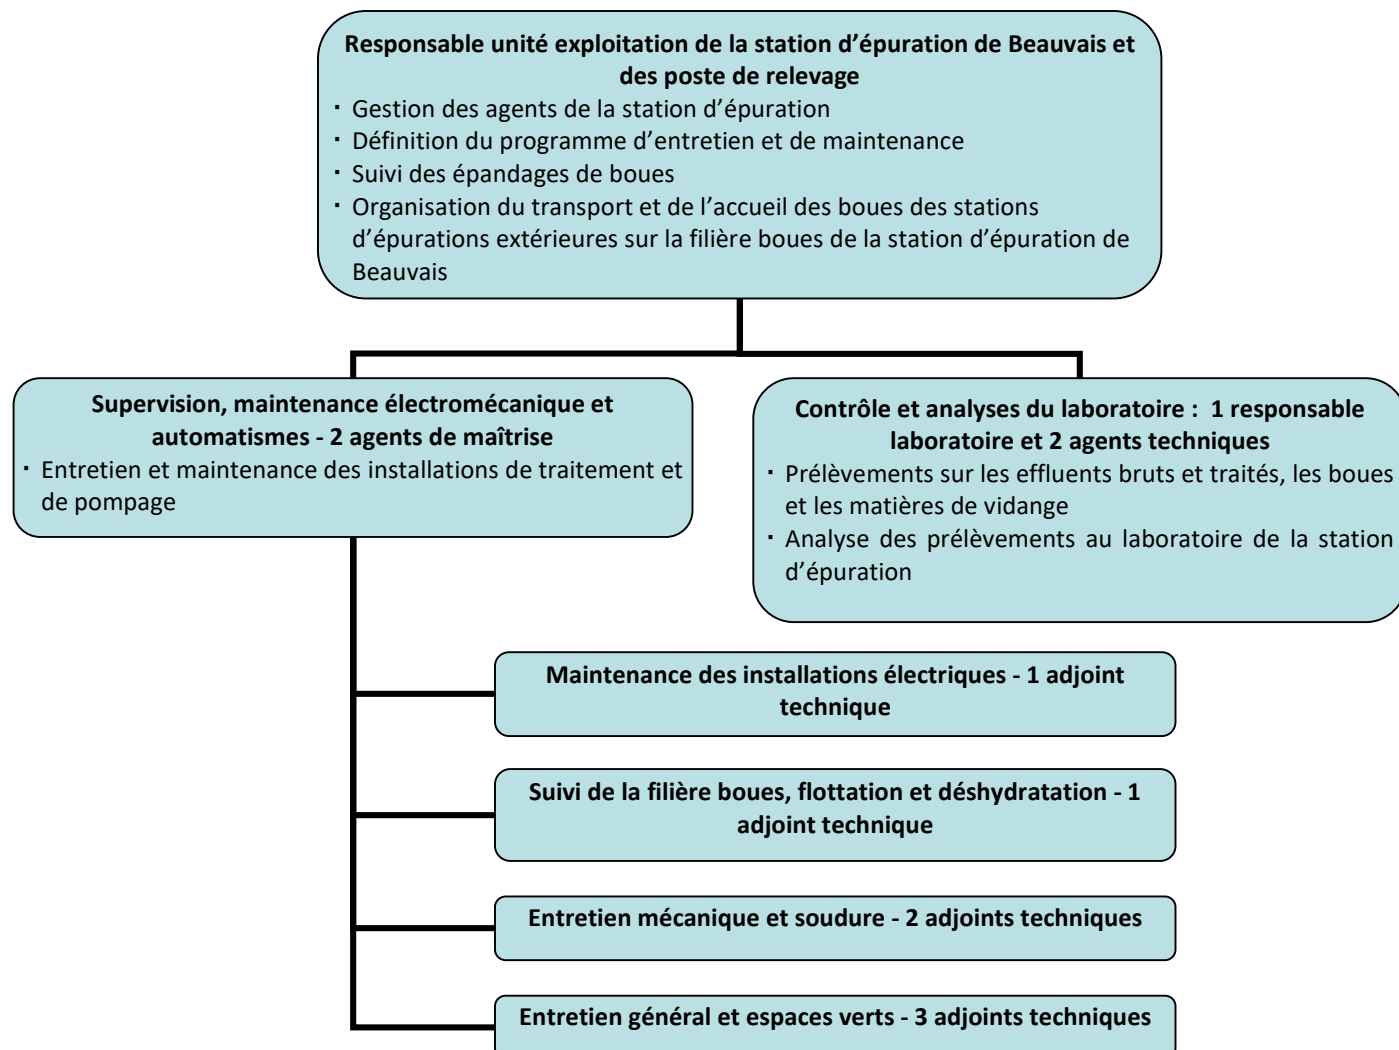 Responsable unité exploitation de la station d’épuration de Beauvais et
des poste de relevage
· Gestion des agents de la station d’épuration
· Définition du programme d’entretien et de maintenance
· Suivi des épandages de boues
· Organisation du transport et de l’accueil des boues des stations
d’épurations extérieures sur la filière boues de la station d’épuration de
Beauvais
Supervision, maintenance électromécanique et
automatismes - 2 agents de maîtrise
· Entretien et maintenance des installations de traitement et
de pompage
Contrôle et analyses du laboratoire : 1 responsable
laboratoire et 2 agents techniques
· Prélèvements sur les effluents bruts et traités, les boues
et les matières de vidange
· Analyse des prélèvements au laboratoire de la station
d’épuration
Maintenance des installations électriques - 1 adjoint
technique
Suivi de la filière boues, flottation et déshydratation - 1
adjoint technique
Entretien mécanique et soudure - 2 adjoints techniques
Entretien général et espaces verts - 3 adjoints techniques